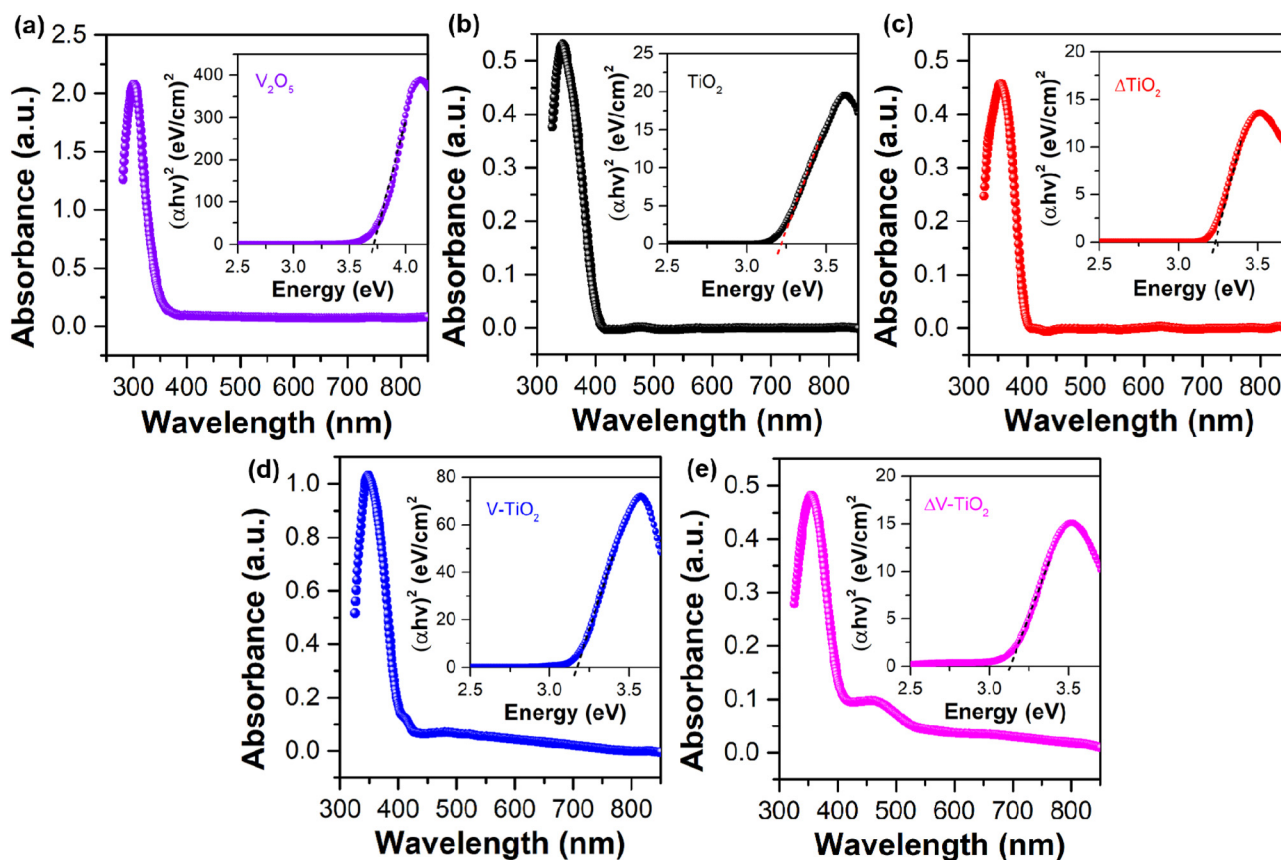 (a)
2.5
2.0
1.5
1.0
0.5
0.0
Absorbance (a.u.)
300 400 500 600 700 800
Wavelength (nm)
V₂O₅
400
300
200
100
0
(αhν)² (eV/cm)²
2.5 3.0 3.5 4.0
Energy (eV)
(b)
0.5
0.4
0.3
0.2
0.1
0.0
Absorbance (a.u.)
300 400 500 600 700 800
Wavelength (nm)
TiO₂
25
20
15
10
5
0
(αhν)² (eV/cm)²
2.5 3.0 3.5
Energy (eV)
(c)
0.5
0.4
0.3
0.2
0.1
0.0
Absorbance (a.u.)
300 400 500 600 700 800
Wavelength (nm)
ΔTiO₂
20
15
10
5
0
(αhν)² (eV/cm)²
2.5 3.0 3.5
Energy (eV)
(d)
1.0
0.8
0.6
0.4
0.2
0.0
Absorbance (a.u.)
300 400 500 600 700 800
Wavelength (nm)
V-TiO₂
80
60
40
20
0
(αhν)² (eV/cm)²
2.5 3.0 3.5
Energy (eV)
(e)
0.5
0.4
0.3
0.2
0.1
0.0
Absorbance (a.u.)
300 400 500 600 700 800
Wavelength (nm)
ΔV-TiO₂
20
15
10
5
0
(αhν)² (eV/cm)²
2.5 3.0 3.5
Energy (eV)